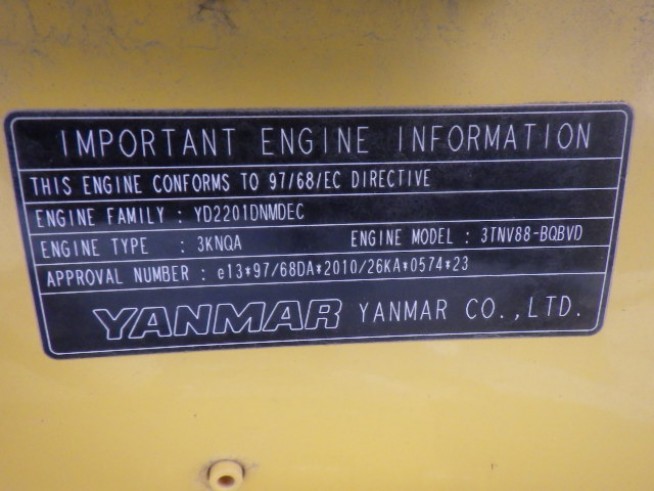 IMPORTANT ENGINE INFORMATION
THIS ENGINE CONFORMS TO 97/68/EC DIRECTIVE
ENGINE FAMILY : YD2201DNMDEC
ENGINE TYPE : 3KNQA ENGINE MODEL : 3TNV88-BQBVD
APPROVAL NUMBER : e13*97/68DA*2010/26KA*0574*23
YANMAR YANMAR CO.,LTD.